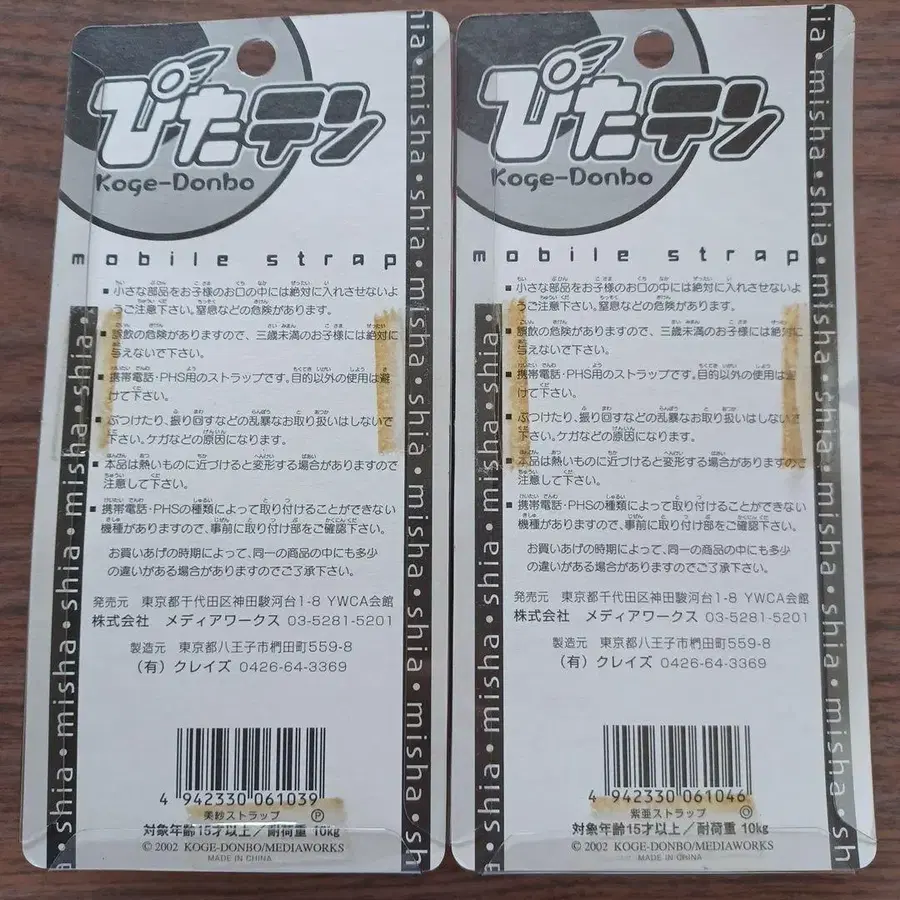 ぴたテン
Koge-Donbo
mobile strap
■小さな部品をお子様のお口の中には絶対に入れさせないよ
うご注意下さい。窒息などの危険があります。
■誤飲の危険がありますので、三歳未満のお子様には絶対に
与えないで下さい。
■携帯電話・PHS用のストラップです。目的以外の使用は避
けて下さい。
■ぶつけたり、振り回すなどの乱暴なお取り扱いはしないで
下さい。ケガなどの原因になります。
■本品は熱いものに近づけると変形する場合がありますので
注意して下さい。
■携帯電話・PHSの種類によって取り付けることができない
機種がありますので、事前に取り付け部をご確認下さい。
お買いあげの時期によって、同一の商品の中にも多少
の違いがある場合がありますのでご了承下さい。
発売元 東京都千代田区神田駿河台1-8 YWCA会館
株式会社 メディアワークス 03-5281-5201
製造元 東京都八王子市椚田町559-8
(有) クレイズ 0426-64-3369
4 942330 061039
美紗ストラップ Ⓟ
対象年齢15才以上/耐荷重 10kg
© 2002 KOGE-DONBO/MEDIAWORKS
MADE IN CHINA
shia・misha・shia・misha・shia
misha・shia・misha・shia・misha・sh
ぴたテン
Koge-Donbo
mobile strap
■小さな部品をお子様のお口の中には絶対に入れさせないよ
うご注意下さい。窒息などの危険があります。
■誤飲の危険がありますので、三歳未満のお子様には絶対に
与えないで下さい。
■携帯電話・PHS用のストラップです。目的以外の使用は避
けて下さい。
■ぶつけたり、振り回すなどの乱暴なお取り扱いはしないで
下さい。ケガなどの原因になります。
■本品は熱いものに近づけると変形する場合がありますので
注意して下さい。
■携帯電話・PHSの種類によって取り付けることができない
機種がありますので、事前に取り付け部をご確認下さい。
お買いあげの時期によって、同一の商品の中にも多少
の違いがある場合がありますのでご了承下さい。
発売元 東京都千代田区神田駿河台1-8 YWCA会館
株式会社 メディアワークス 03-5281-5201
製造元 東京都八王子市椚田町559-8
(有) クレイズ 0426-64-3369
4 942330 061046
紫亜ストラップ
対象年齢15才以上/耐荷重 10kg
© 2002 KOGE-DONBO/MEDIAWORKS
MADE IN CHINA
shia・misha・shia・misha・shia
misha・shia・misha・shia・misha・sh